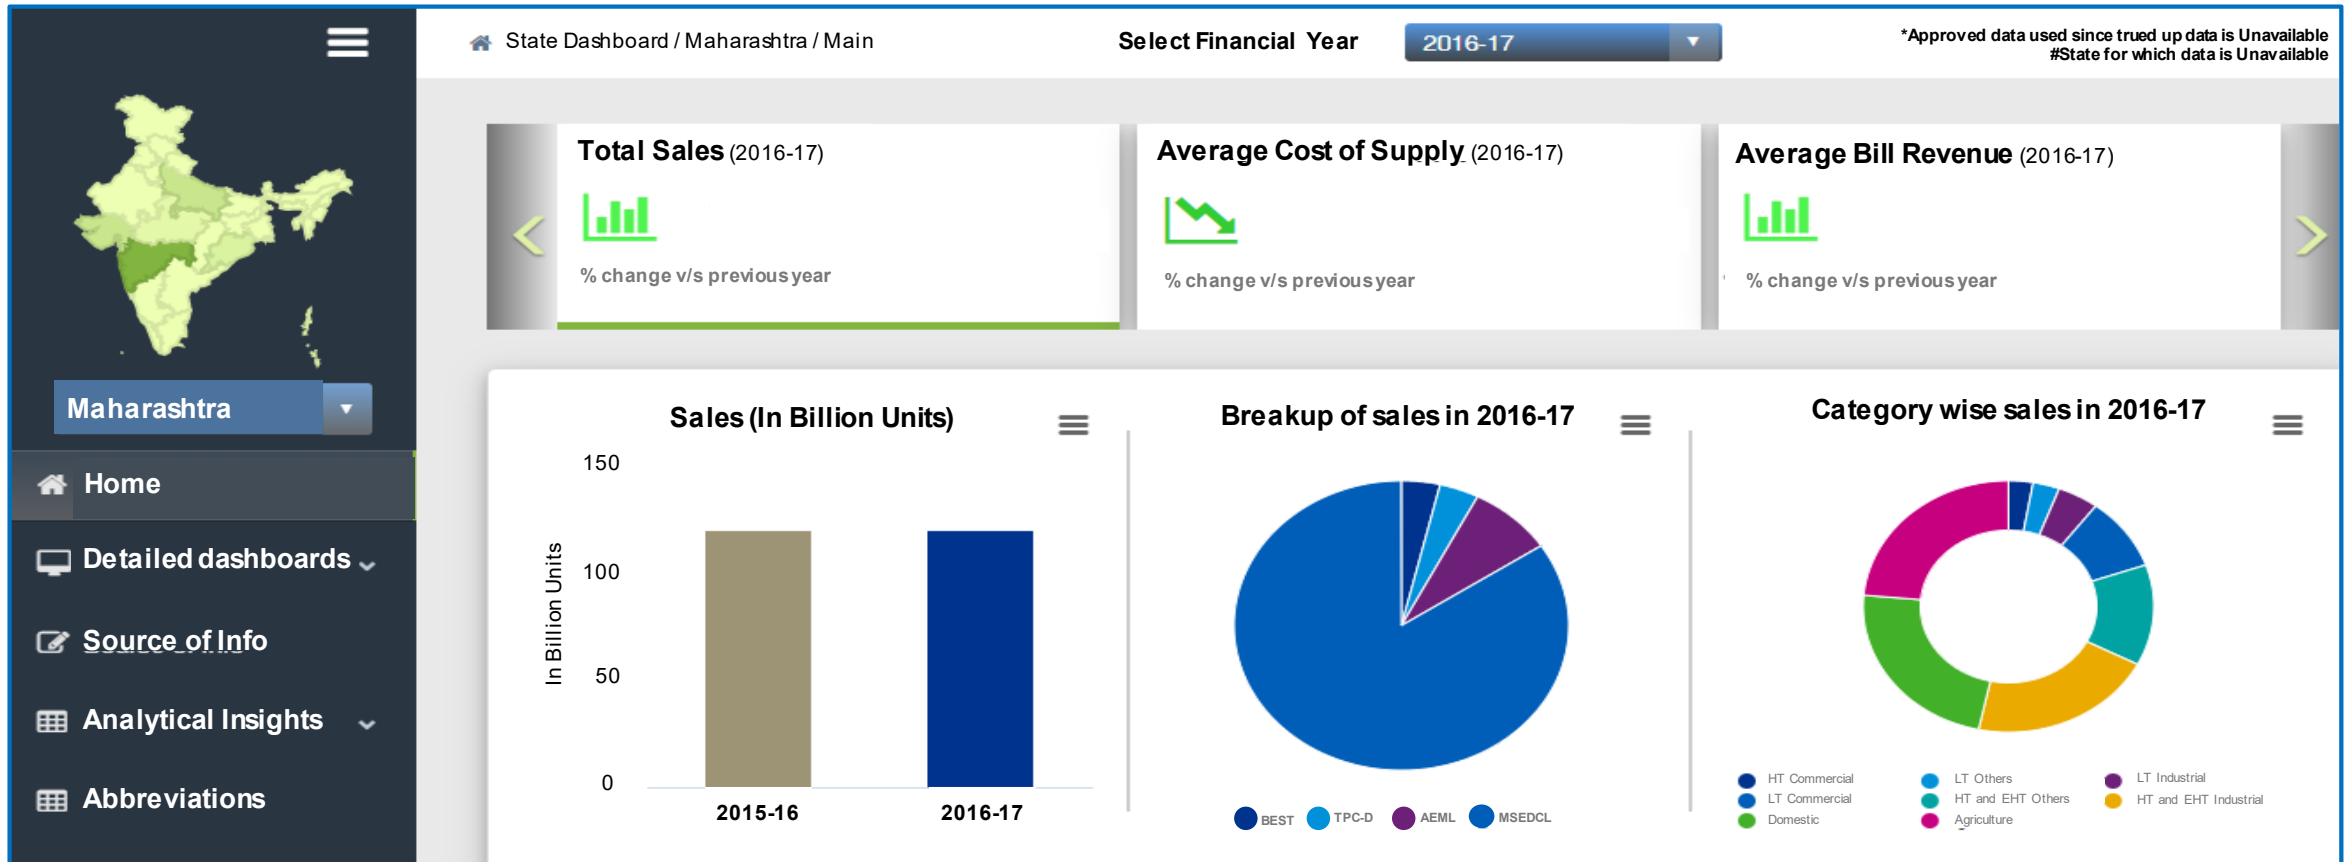 State Dashboard / Maharashtra / Main
Select Financial Year
2016-17
*Approved data used since trued up data is Unavailable
#State for which data is Unavailable
Maharashtra
Home
Detailed dashboards
Source of Info
Analytical Insights
Abbreviations
Total Sales (2016-17)
% change v/s previous year
Average Cost of Supply (2016-17)
% change v/s previous year
Average Bill Revenue (2016-17)
% change v/s previous year
Sales (In Billion Units)
150
100
50
0
In Billion Units
2015-16
2016-17
Breakup of sales in 2016-17
BEST
TPC-D
AEML
MSEDCL
Category wise sales in 2016-17
HT Commercial
LT Others
LT Industrial
LT Commercial
HT and EHT Others
HT and EHT Industrial
Domestic
Agriculture